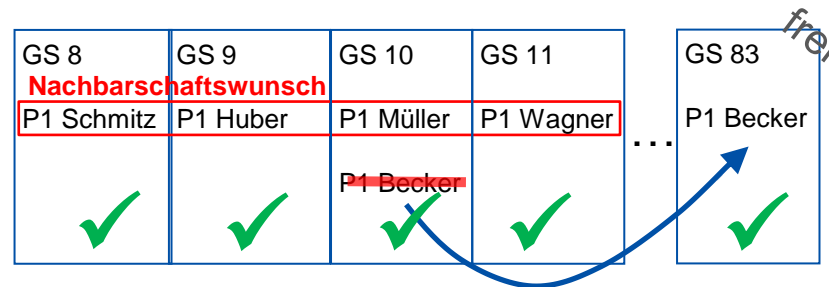 GS 8 GS 9 GS 10 GS 11 GS 83
Nachbarschaftswunsch
P1 Schmitz P1 Huber P1 Müller P1 Wagner ... P1 Becker
P1 Becker